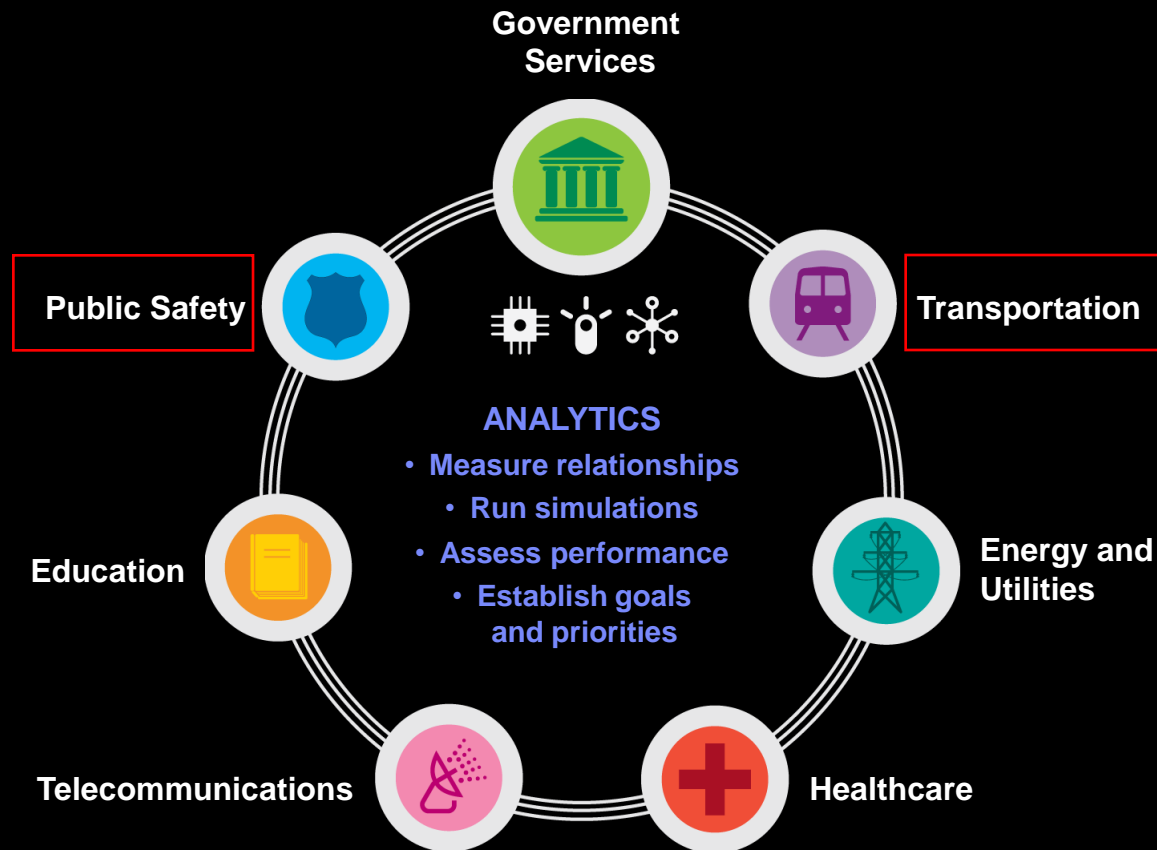 Government
Services
Public Safety
Transportation
ANALYTICS
• Measure relationships
• Run simulations
• Assess performance
• Establish goals
and priorities
Education
Energy and
Utilities
Telecommunications
Healthcare